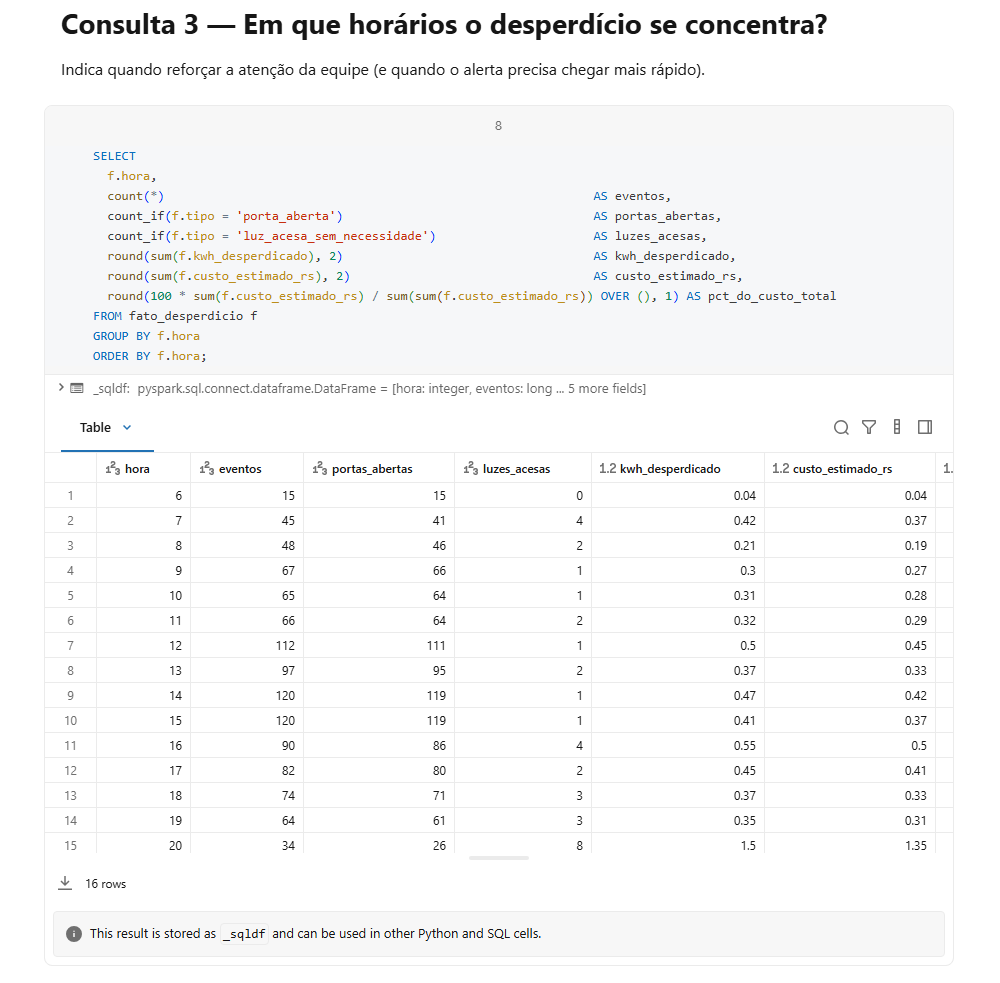 Consulta 3 — Em que horários o desperdício se concentra?
Indica quando reforçar a atenção da equipe (e quando o alerta precisa chegar mais rápido).
8
SELECT
f.hora,
count(*) AS eventos,
count_if(f.tipo = 'porta_aberta') AS portas_abertas,
count_if(f.tipo = 'luz_acesa_sem_necessidade') AS luzes_acesas,
round(sum(f.kwh_desperdicado), 2) AS kwh_desperdicado,
round(sum(f.custo_estimado_rs), 2) AS custo_estimado_rs,
round(100 * sum(f.custo_estimado_rs) / sum(sum(f.custo_estimado_rs)) OVER (), 1) AS pct_do_custo_total
FROM fato_desperdicio f
GROUP BY f.hora
ORDER BY f.hora;
_sqldf: pyspark.sql.connect.dataframe.DataFrame = [hora: integer, eventos: long ... 5 more fields]
Table
123 hora 123 eventos 123 portas_abertas 123 luzes_acesas 1.2 kwh_desperdicado 1.2 custo_estimado_rs 1.
1 6 15 15 0 0.04 0.04
2 7 45 41 4 0.42 0.37
3 8 48 46 2 0.21 0.19
4 9 67 66 1 0.3 0.27
5 10 65 64 1 0.31 0.28
6 11 66 64 2 0.32 0.29
7 12 112 111 1 0.5 0.45
8 13 97 95 2 0.37 0.33
9 14 120 119 1 0.47 0.42
10 15 120 119 1 0.41 0.37
11 16 90 86 4 0.55 0.5
12 17 82 80 2 0.45 0.41
13 18 74 71 3 0.37 0.33
14 19 64 61 3 0.35 0.31
15 20 34 26 8 1.5 1.35
16 rows
This result is stored as _sqldf and can be used in other Python and SQL cells.